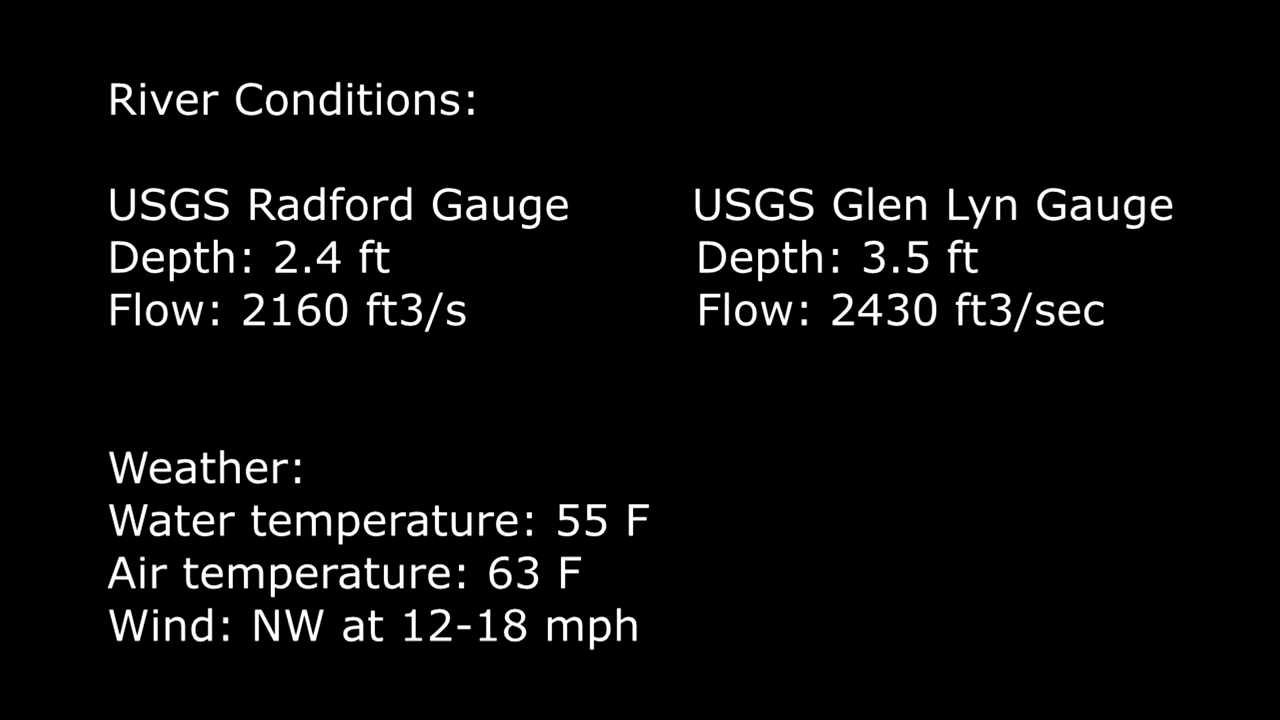 River Conditions:
USGS Radford Gauge
Depth: 2.4 ft
Flow: 2160 ft3/s
USGS Glen Lyn Gauge
Depth: 3.5 ft
Flow: 2430 ft3/sec
Weather:
Water temperature: 55 F
Air temperature: 63 F
Wind: NW at 12-18 mph